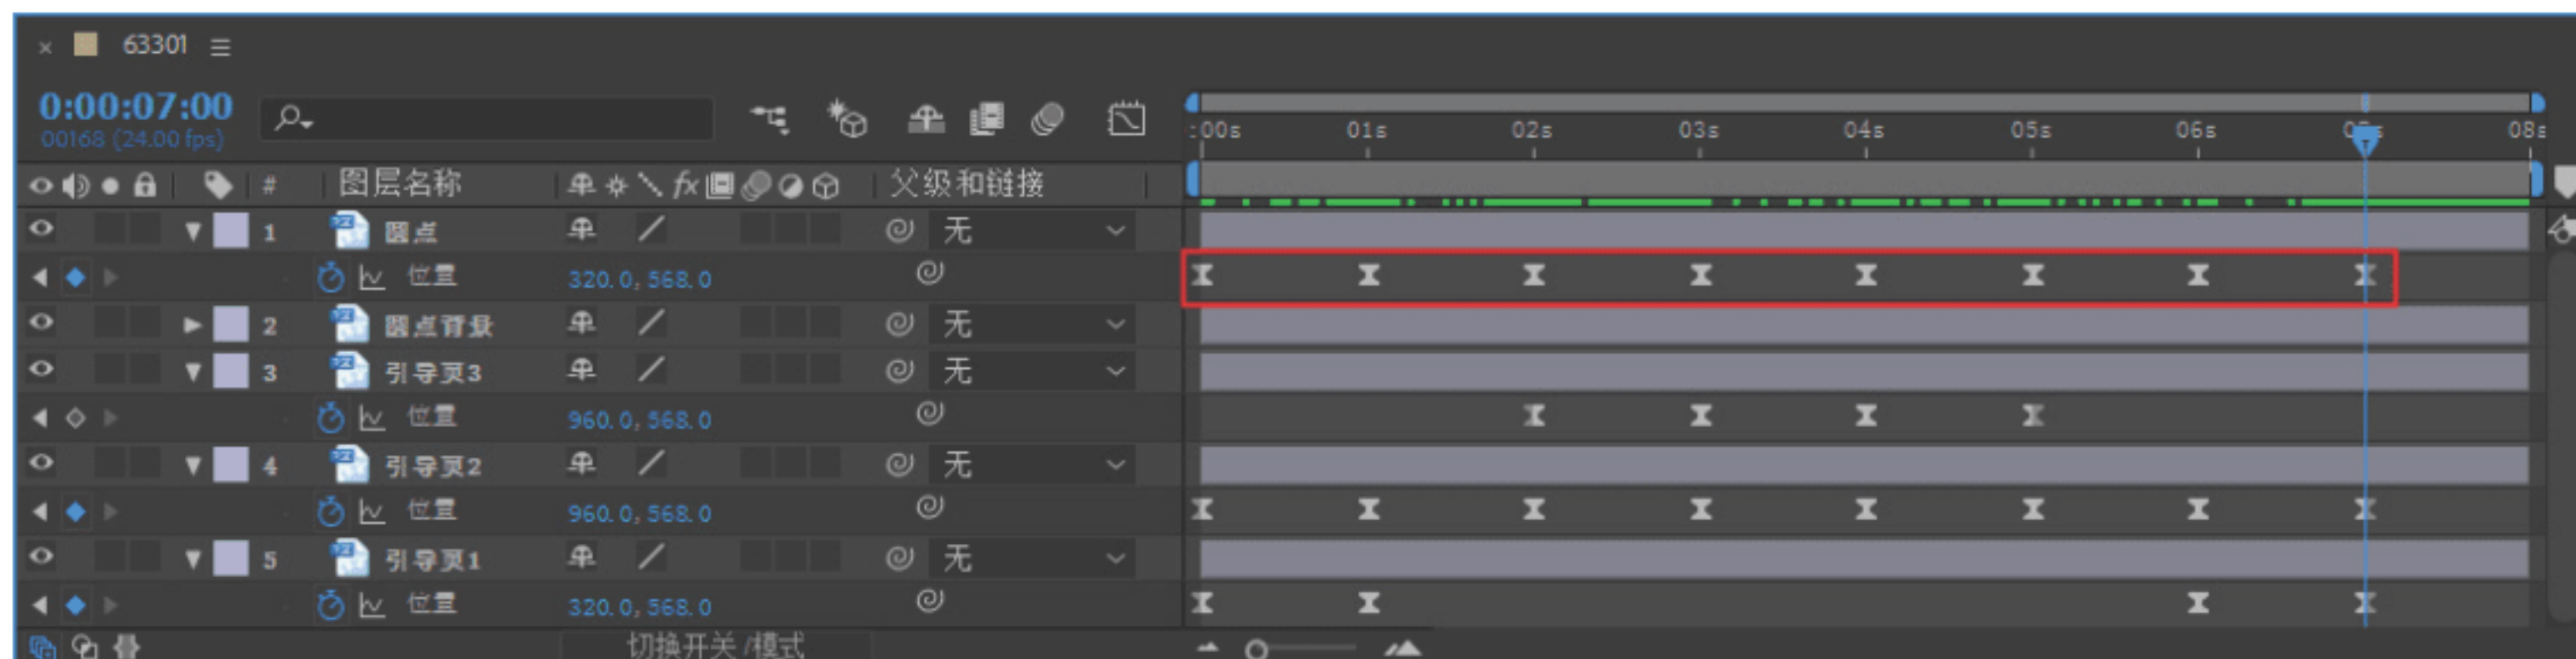 63301
0:00:07:00
00168 (24.00 fps)
:00s 01s 02s 03s 04s 05s 06s 08s
# 图层名称 fx 父级和链接
1 圆点 无
位置 320.0, 568.0
2 圆点背景 无
3 引导页3 无
位置 960.0, 568.0
4 引导页2 无
位置 960.0, 568.0
5 引导页1 无
位置 320.0, 568.0
切换开关 /模式